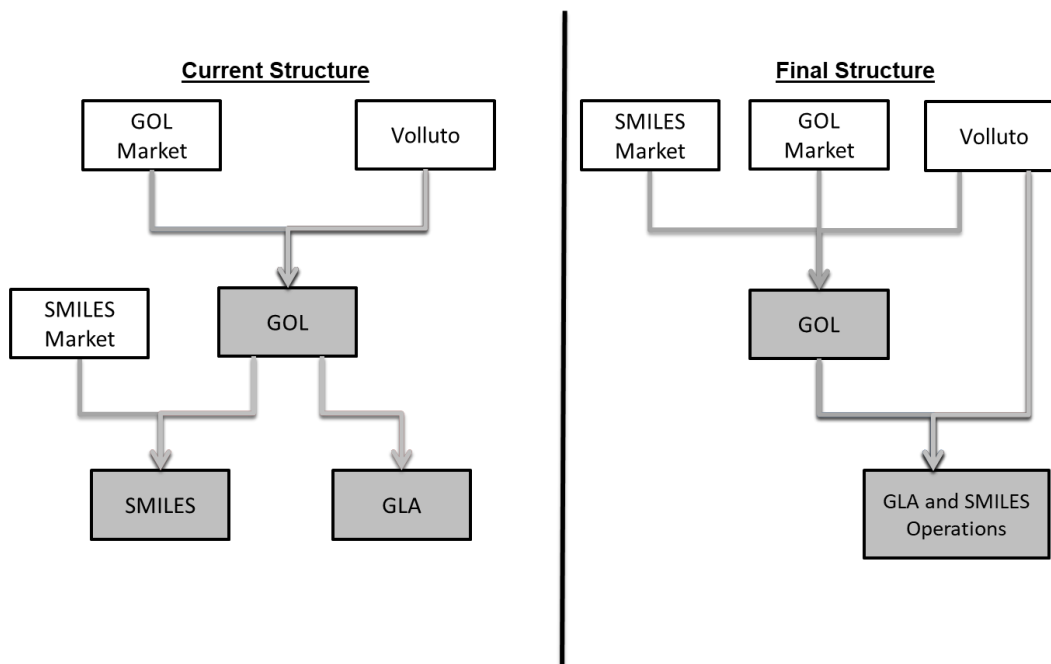 Current Structure
GOL
Market
Volluto
SMILES
Market
GOL
SMILES
GLA
Final Structure
SMILES
Market
GOL
Market
Volluto
GOL
GLA and SMILES
Operations